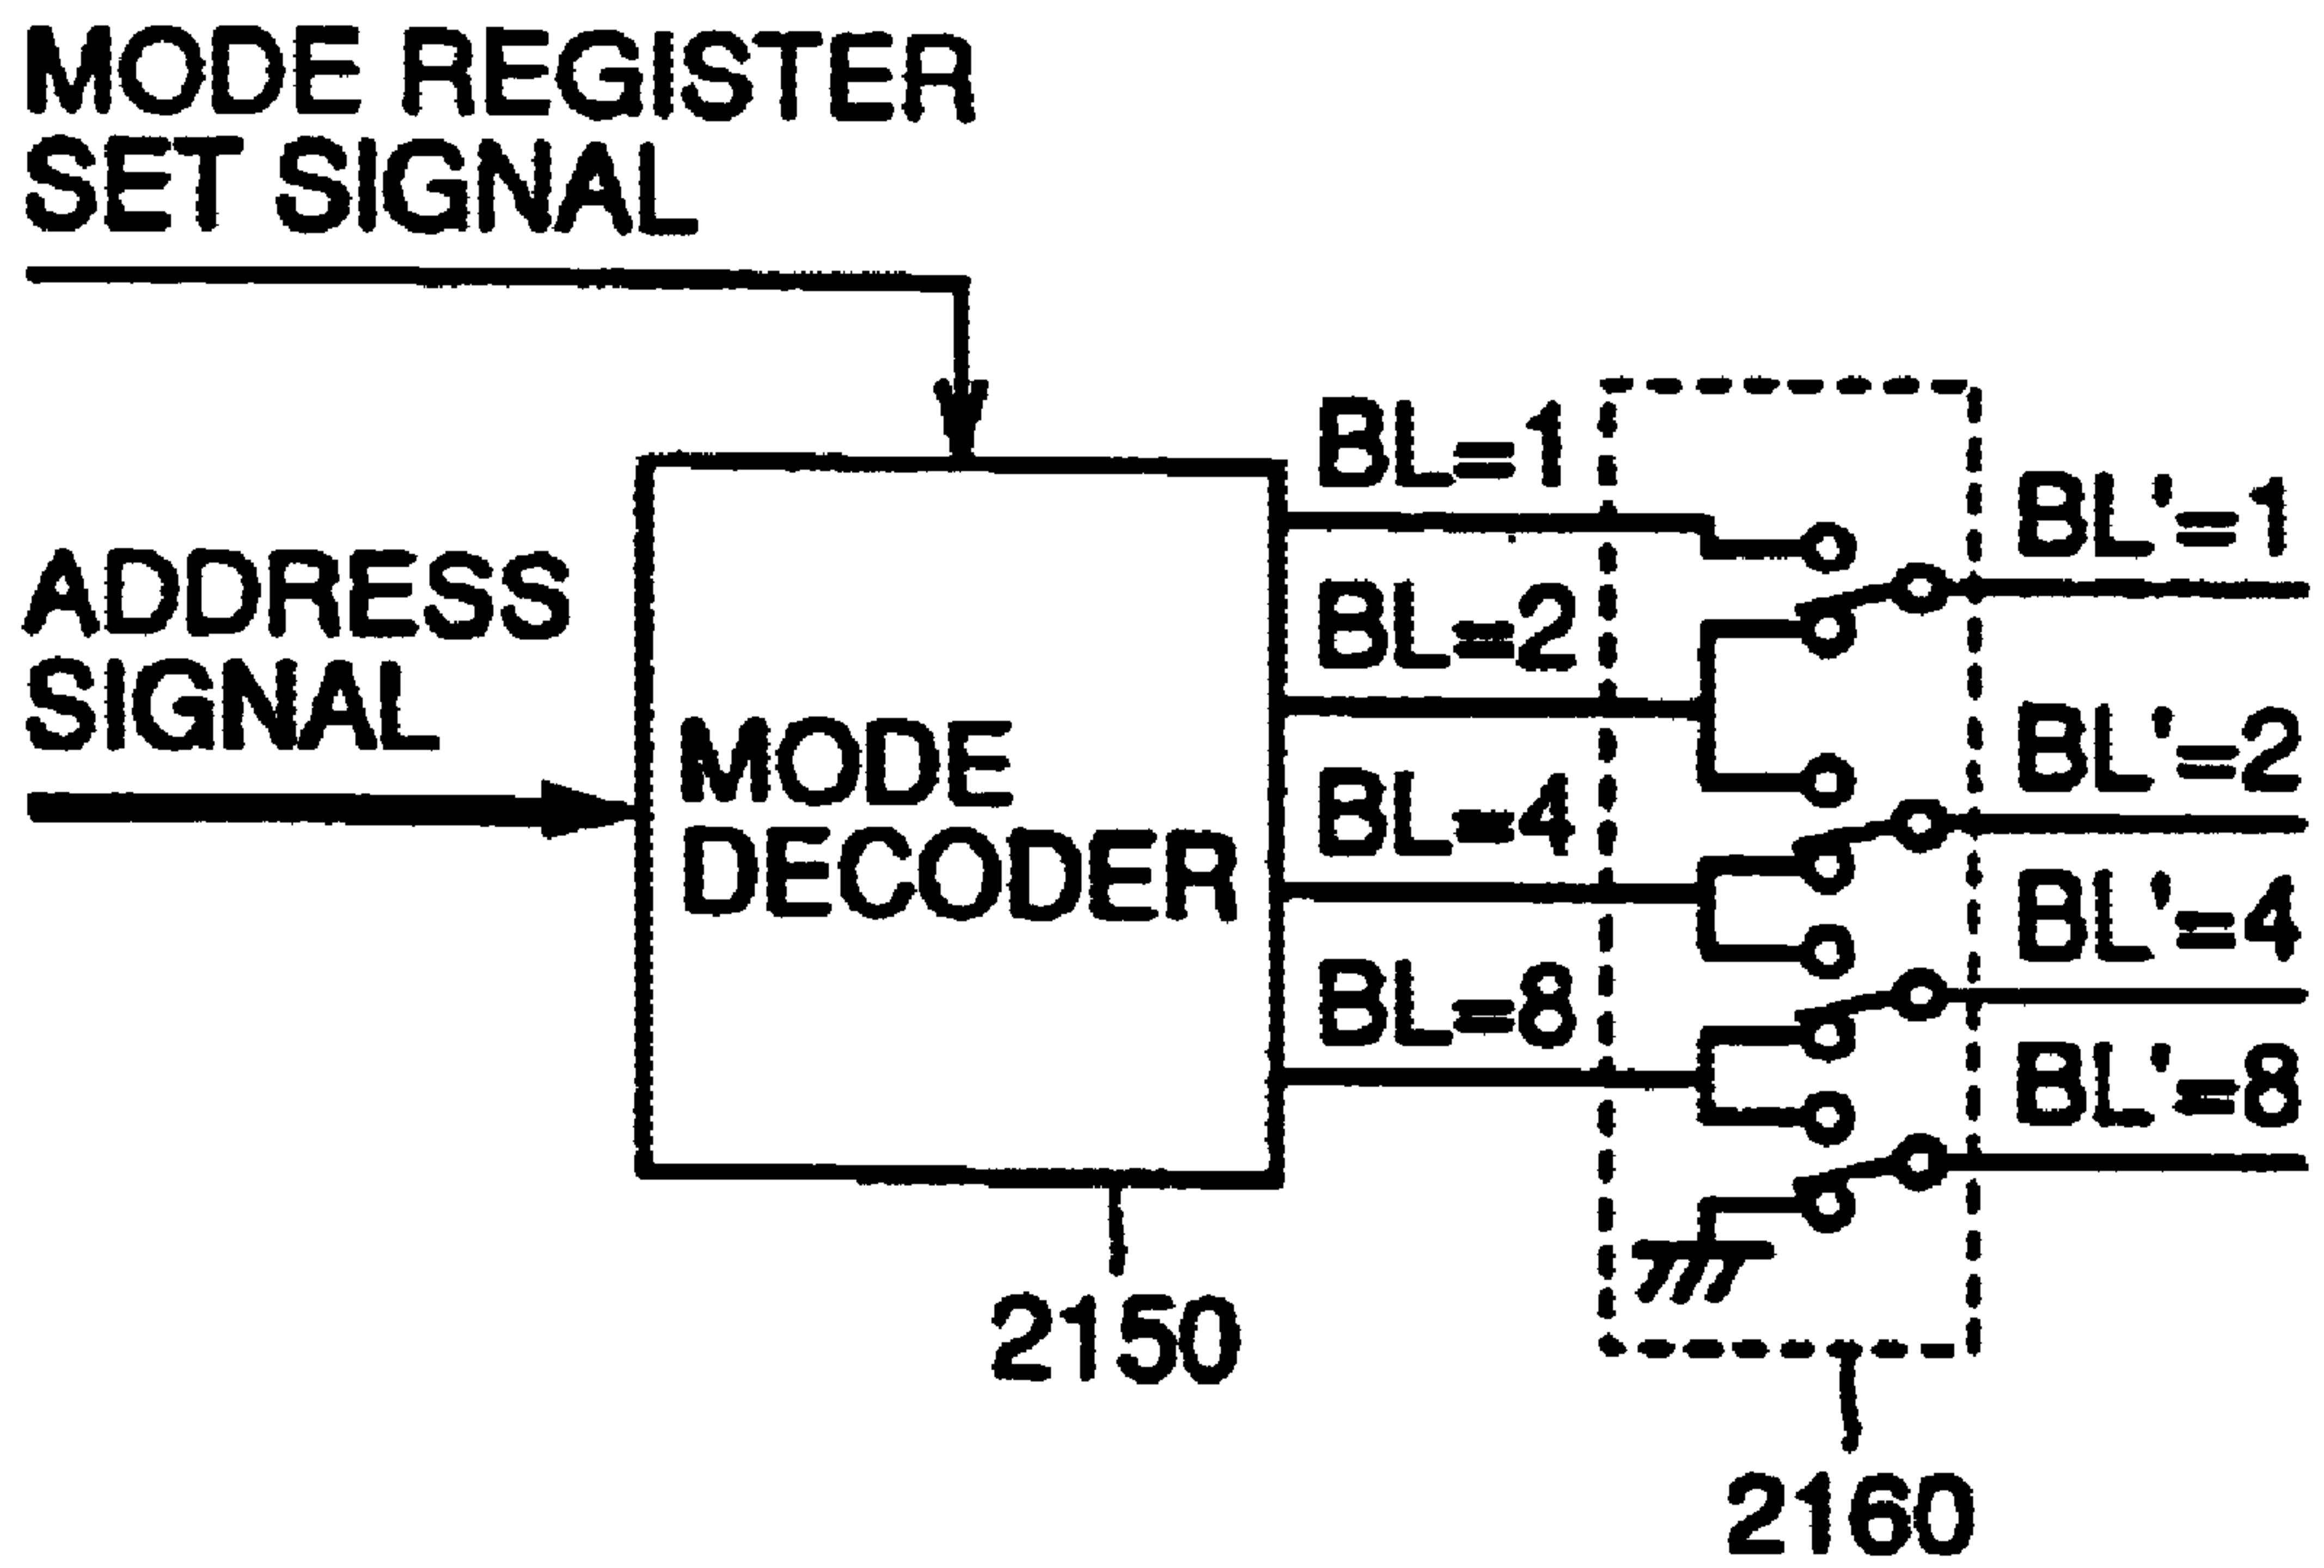 MODE REGISTER
SET SIGNAL
ADDRESS
SIGNAL
MODE
DECODER
BL=1
BL=2
BL=4
BL=8
BL'=1
BL'=2
BL'=4
BL'=8
2150
2160